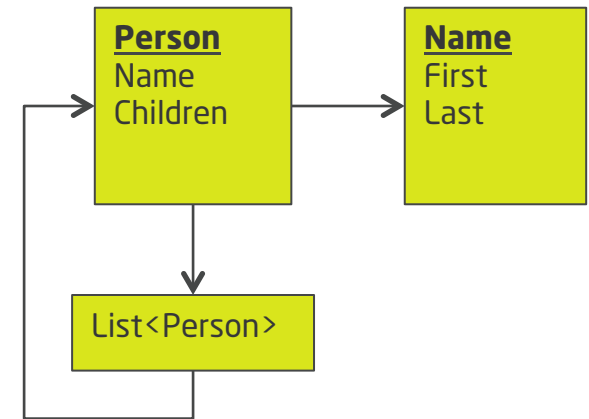 Person
Name
Children
Name
First
Last
List<Person>